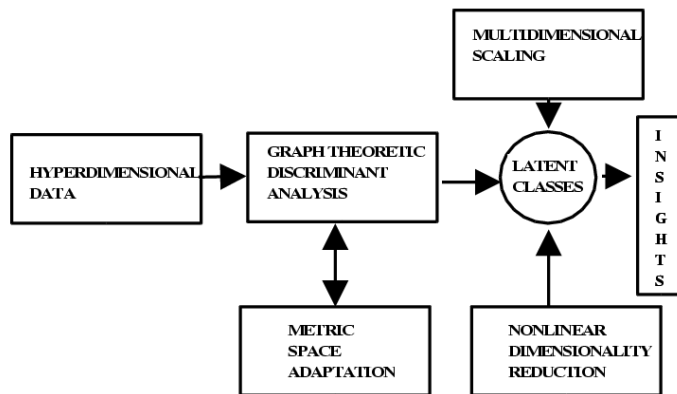 MULTIDIMENSIONAL
SCALING
HYPERDIMENSIONAL
DATA
GRAPH THEORETIC
DISCRIMINANT
ANALYSIS
LATENT
CLASSES
I
N
S
I
G
H
T
S
METRIC
SPACE
ADAPTATION
NONLINEAR
DIMENSIONALITY
REDUCTION